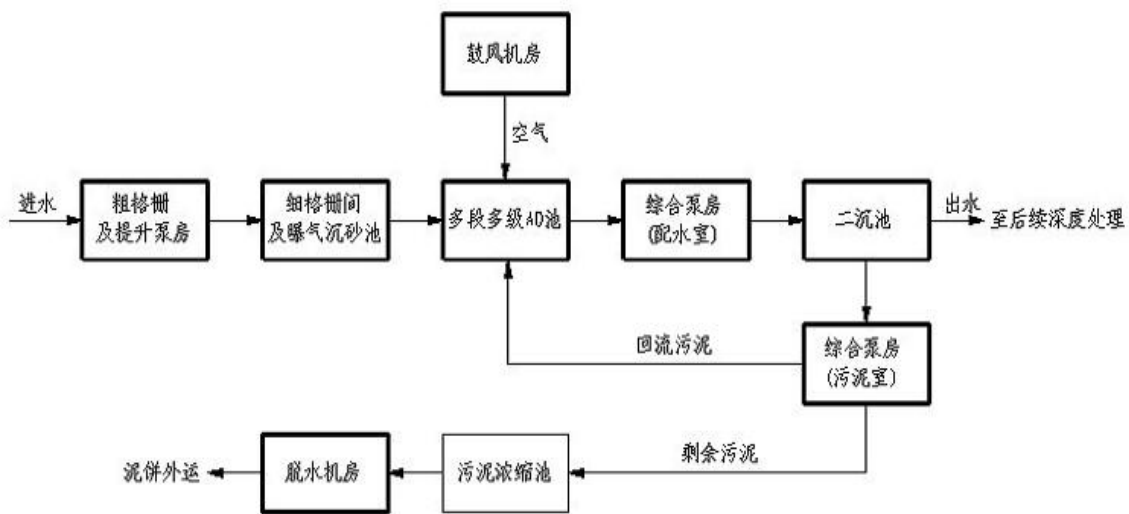 鼓风机房
空气
进水
粗格栅
及提升泵房
细格栅间
及曝气沉砂池
多段多级AO池
综合泵房
(配水室)
二沉池
出水
至后续深度处理
回流污泥
综合泵房
(污泥室)
剩余污泥
污泥浓缩池
脱水机房
泥饼外运